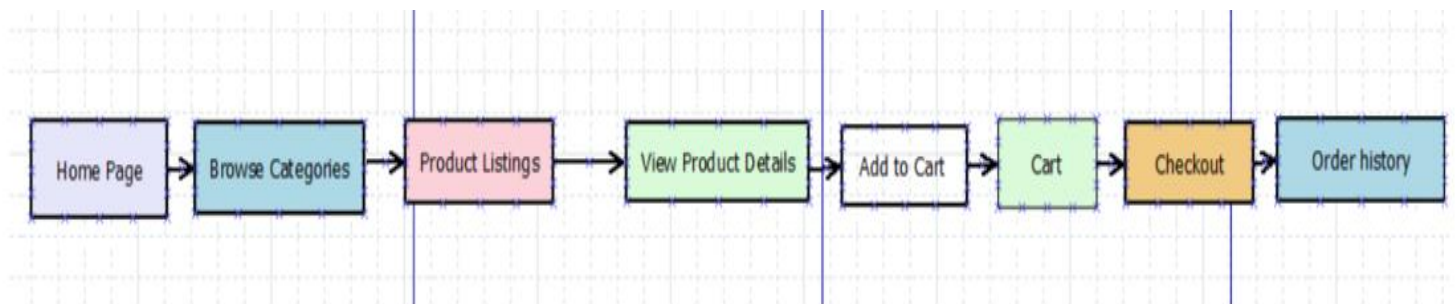 Home Page
Browse Categories
Product Listings
View Product Details
Add to Cart
Cart
Checkout
Order history